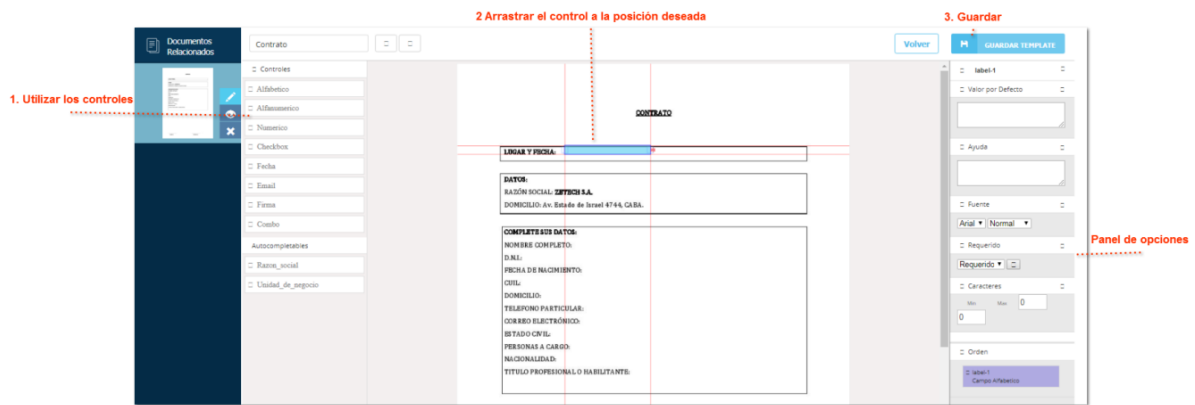 2 Arrastrar el control a la posición deseada
3. Guardar
Documentos
Relacionados
Contrato
Volver
GUARDAR TEMPLATE
1. Utilizar los controles
Controles
Alfabetico
Alfanumerico
Numerico
Checkbox
Fecha
Email
Firma
Combo
Autocompletables
Razon_social
Unidad_de_negocio
CONTRATO
LUGAR Y FECHA:
DATOS:
RAZÓN SOCIAL: ZETECH S.A.
DOMICILIO: Av. Estado de Israel 4744, CABA.
COMPLETE SUS DATOS:
NOMBRE COMPLETO:
D.N.I.:
FECHA DE NACIMIENTO:
CUIL:
DOMICILIO:
TELEFONO PARTICULAR:
CORREO ELECTRÓNICO:
ESTADO CIVIL:
PERSONAS A CARGO:
NACIONALIDAD:
TITULO PROFESIONAL O HABILITANTE:
label-1
Valor por Defecto
Ayuda
Fuente
Arial Normal
Requerido
Requerido
Caracteres
Min Max 0
0
Orden
label-1
Campo Alfabetico
Panel de opciones